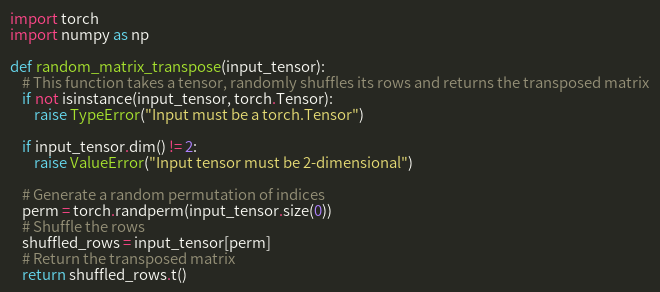 import torch
import numpy as np

def random_matrix_transpose(input_tensor):
    # This function takes a tensor, randomly shuffles its rows and returns the transposed matrix
    if not isinstance(input_tensor, torch.Tensor):
        raise TypeError("Input must be a torch.Tensor")

    if input_tensor.dim() != 2:
        raise ValueError("Input tensor must be 2-dimensional")

    # Generate a random permutation of indices
    perm = torch.randperm(input_tensor.size(0))
    # Shuffle the rows
    shuffled_rows = input_tensor[perm]
    # Return the transposed matrix
    return shuffled_rows.t()